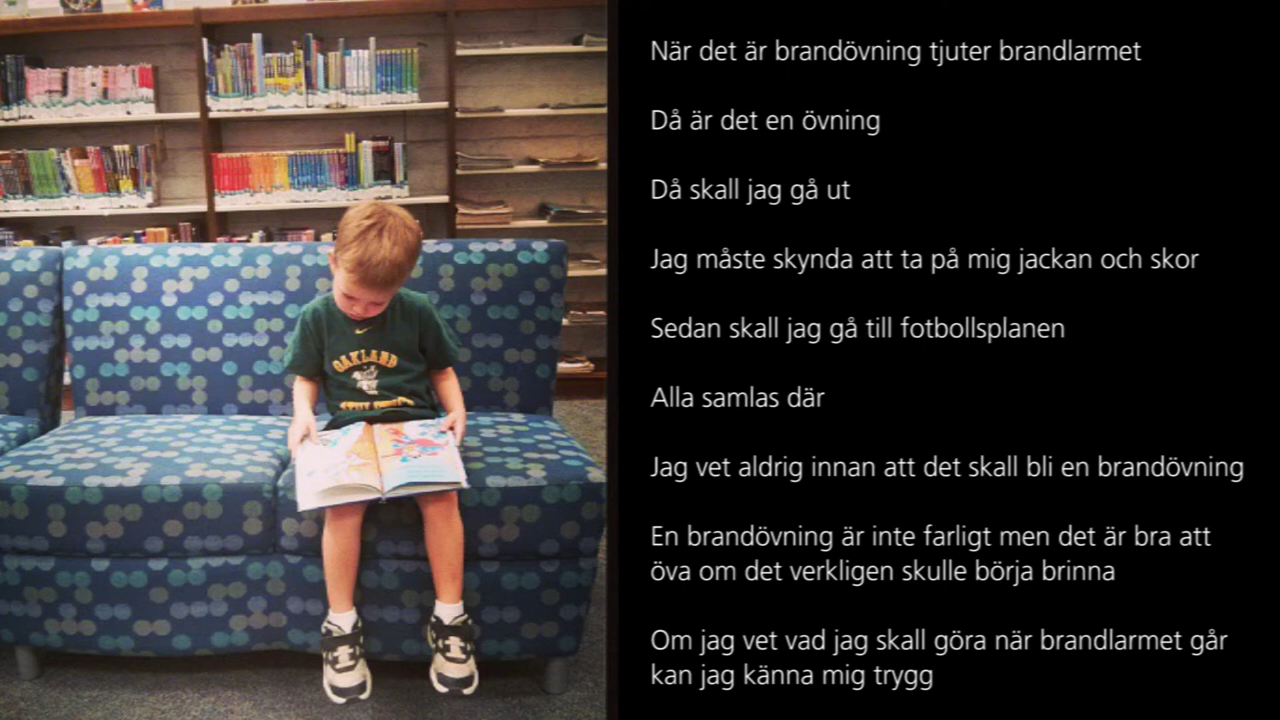 När det är brandövning tjuter brandlarmet
Då är det en övning
Då skall jag gå ut
Jag måste skynda att ta på mig jackan och skor
Sedan skall jag gå till fotbollsplanen
Alla samlas där
Jag vet aldrig innan att det skall bli en brandövning
En brandövning är inte farligt men det är bra att
öva om det verkligen skulle börja brinna
Om jag vet vad jag skall göra när brandlarmet går
kan jag känna mig trygg
OAKLAND